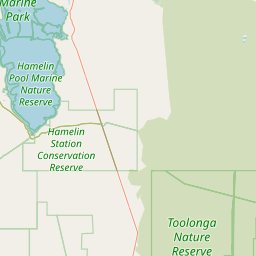 Marine
Park
Hamelin
Pool Marine
Nature
Reserve
Hamelin
Station
Conservation
Reserve
Toolonga
Nature
Reserve